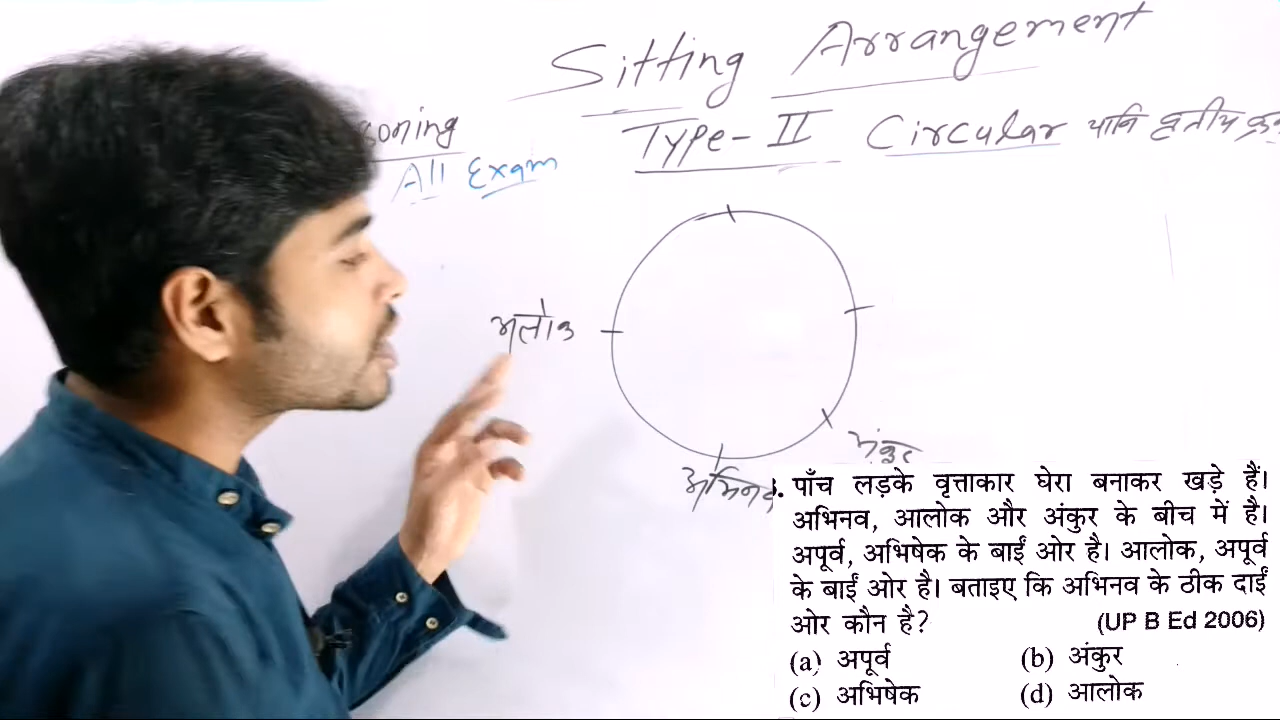 Sitting Arrangement
soning
Type- II Circular यानि वृतीय
All Exam
अलोक
अंकुर
अभिनव
. पाँच लड़के वृत्ताकार घेरा बनाकर खड़े हैं।
अभिनव, आलोक और अंकुर के बीच में है।
अपूर्व, अभिषेक के बाईं ओर है। आलोक, अपूर्व
के बाईं ओर है। बताइए कि अभिनव के ठीक दाईं
ओर कौन है? (UP B Ed 2006)
(a) अपूर्व (b) अंकुर
(c) अभिषेक (d) आलोक